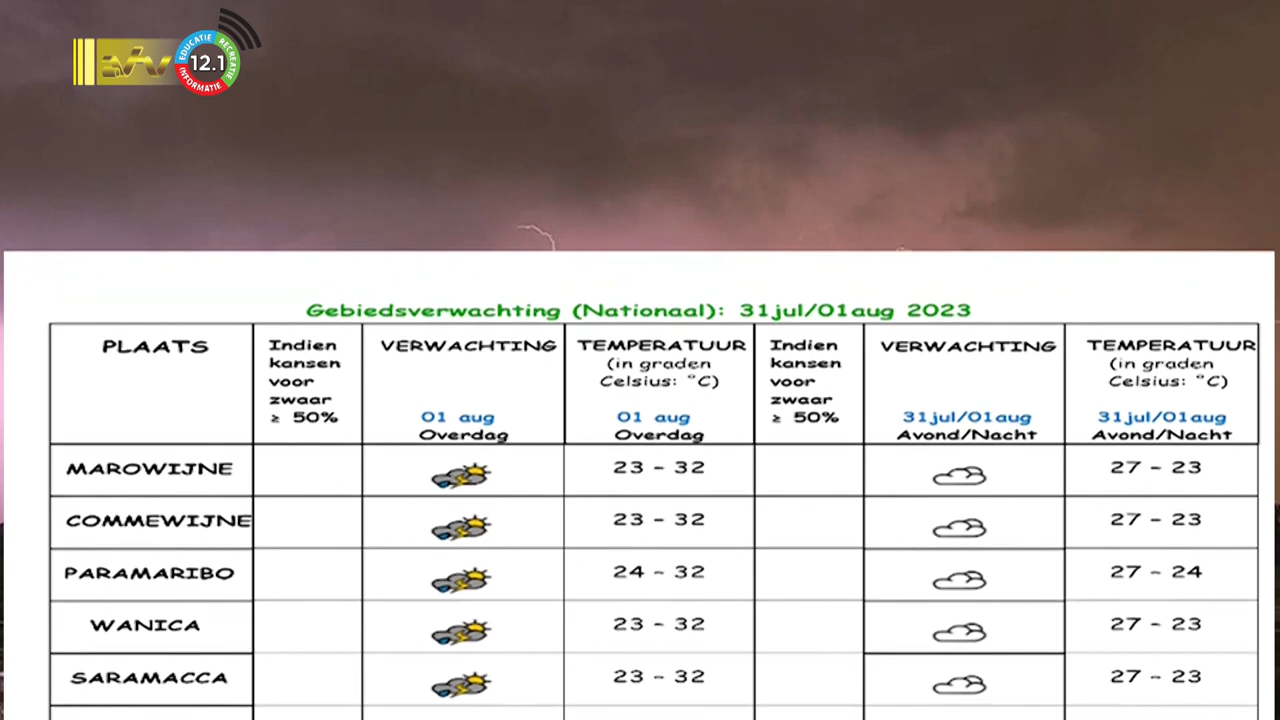 EDUCATIE
RECREATIE
INFORMATIE
12.1
Gebiedsverwachting (Nationaal): 31jul/01aug 2023
PLAATS
Indien
kansen
voor
zwaar
≥ 50%
VERWACHTING
01 aug
Overdag
TEMPERATUUR
(in graden
Celsius: °C)
01 aug
Overdag
Indien
kansen
voor
zwaar
≥ 50%
VERWACHTING
31jul/01aug
Avond/Nacht
TEMPERATUUR
(in graden
Celsius: °C)
31jul/01aug
Avond/Nacht
MAROWIJNE 23 - 32 27 - 23
COMMEWIJNE 23 - 32 27 - 23
PARAMARIBO 24 - 32 27 - 24
WANICA 23 - 32 27 - 23
SARAMACCA 23 - 32 27 - 23